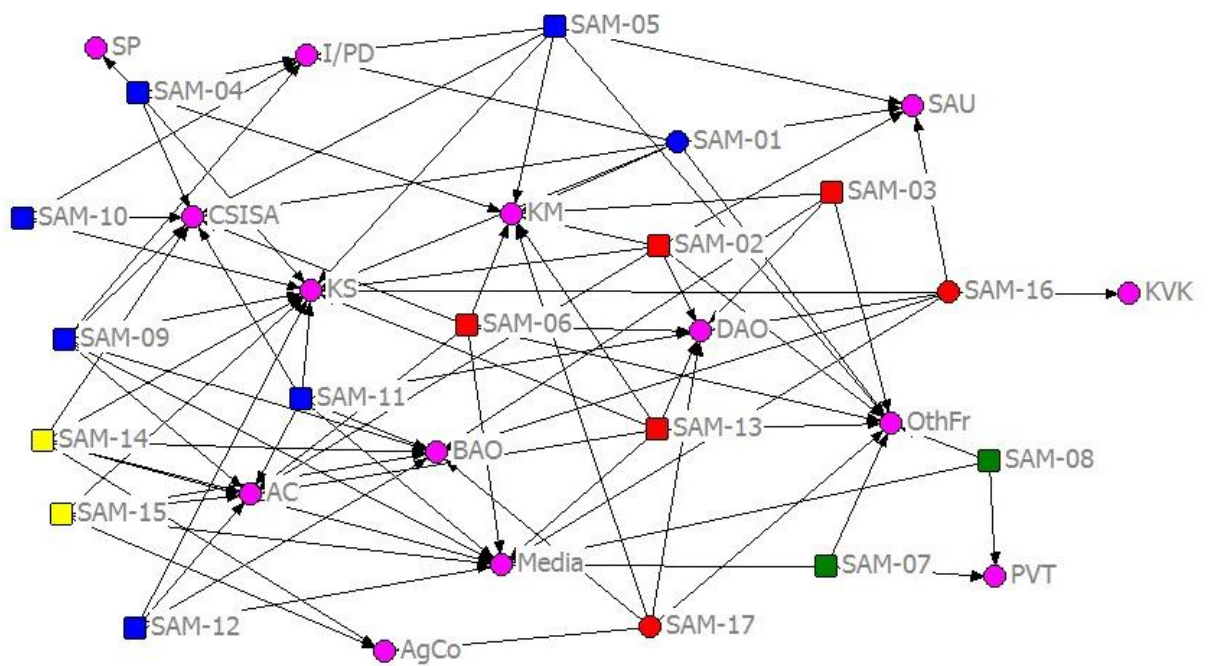 SAM-05
SP
I/PD
SAM-04
SAU
SAM-01
SAM-03
SAM-10
CSISA
KM
SAM-02
KS
SAM-16
KVK
SAM-06
DAO
SAM-09
SAM-11
OthFr
SAM-13
SAM-14
BAO
SAM-08
AC
SAM-15
Media
SAM-07
PVT
SAM-12
SAM-17
AgCo